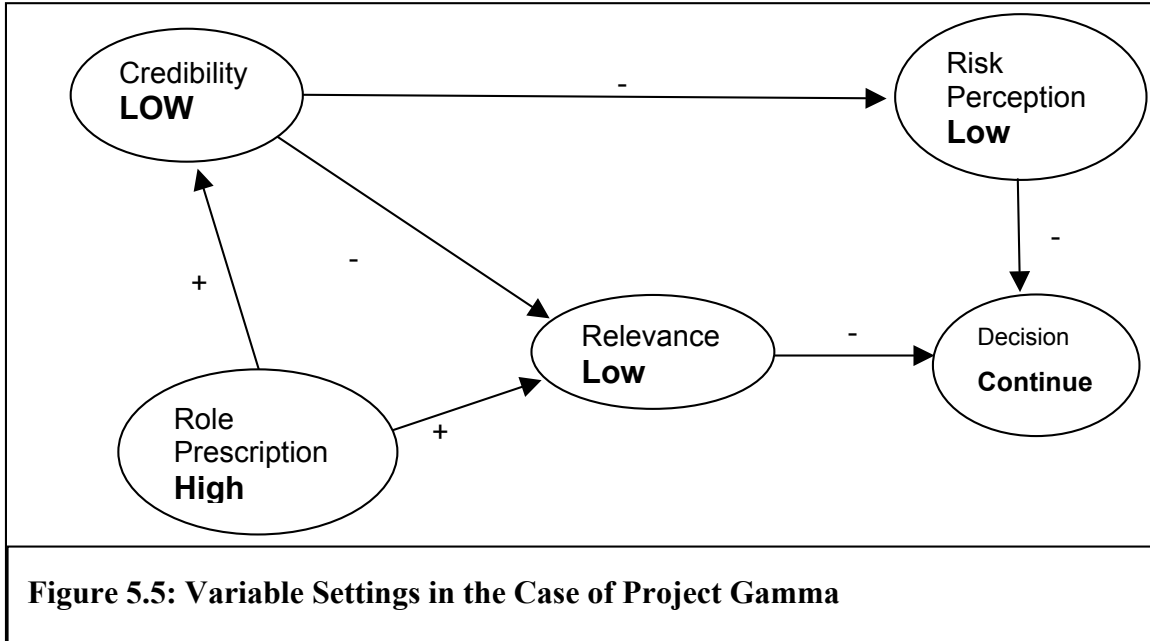 Credibility
LOW
-
Risk
Perception
Low
-
-
+
Relevance
Low
-
Decision
Continue
Role
Prescription
High
+
Figure 5.5: Variable Settings in the Case of Project Gamma